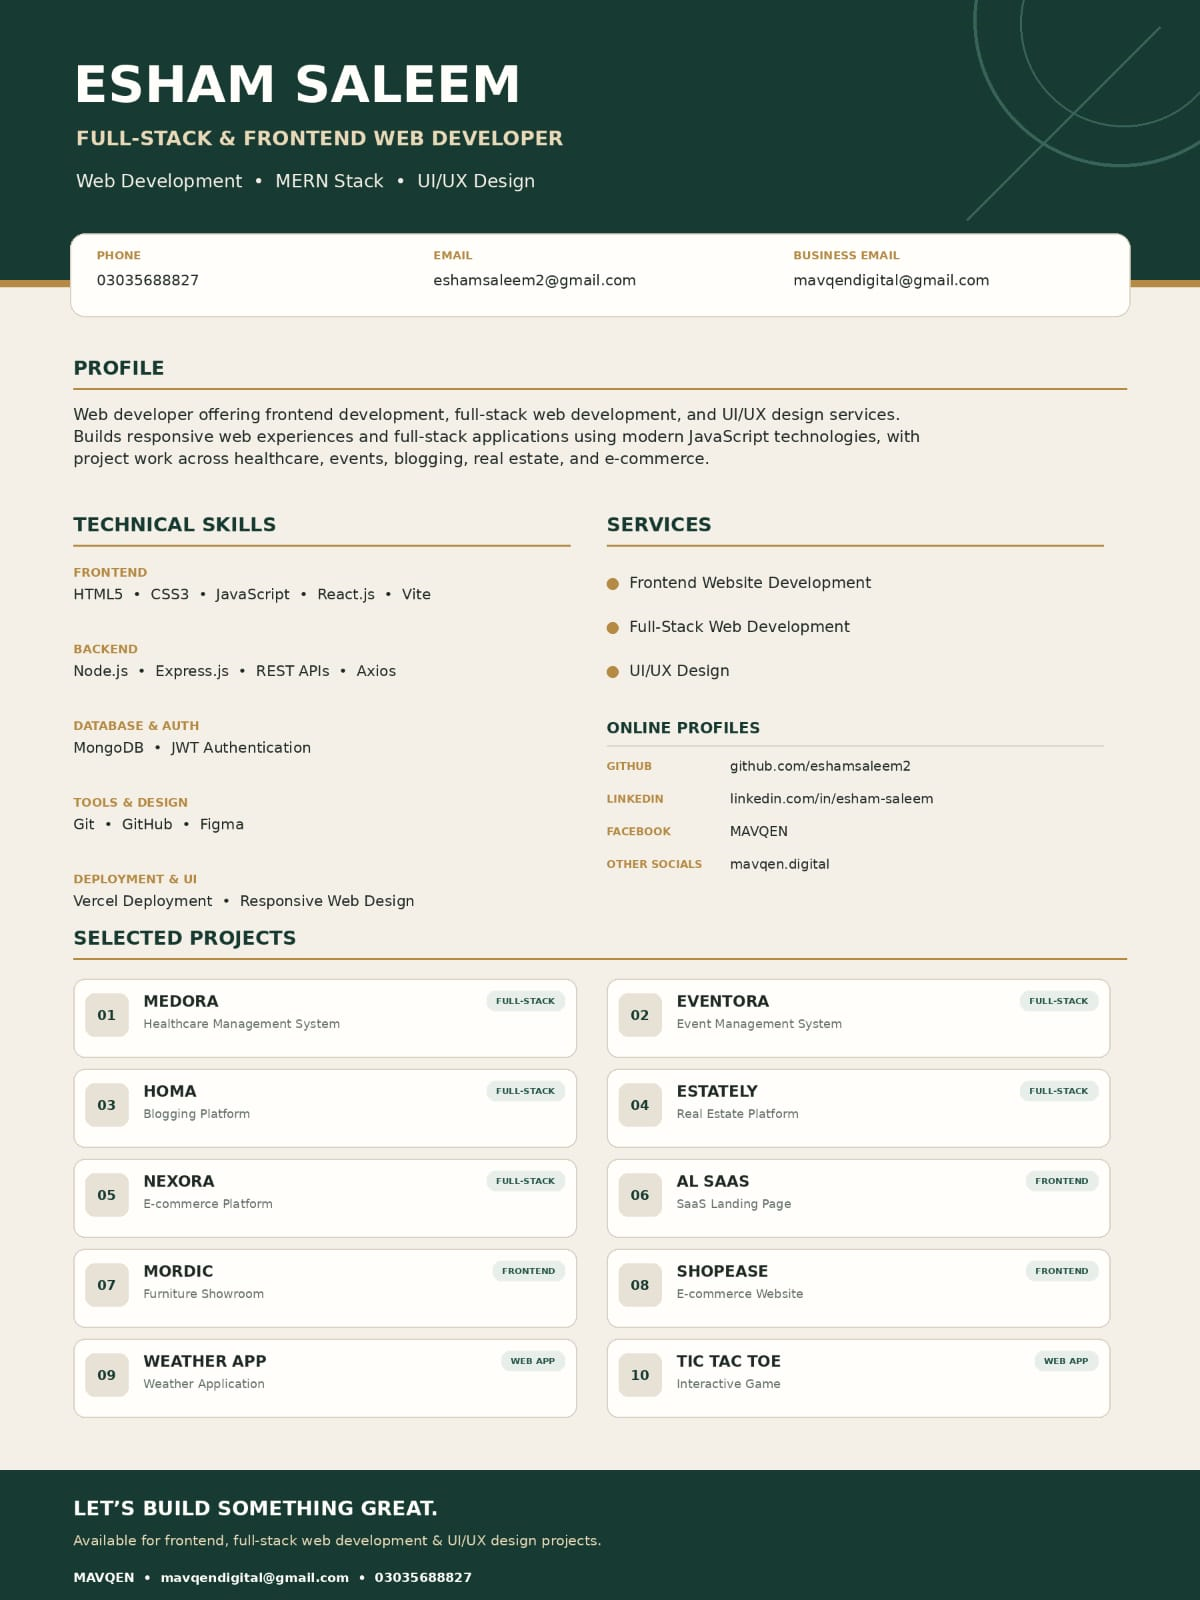 ESHAM SALEEM
FULL-STACK & FRONTEND WEB DEVELOPER
Web Development • MERN Stack • UI/UX Design
PHONE
03035688827
EMAIL
eshamsaleem2@gmail.com
BUSINESS EMAIL
mavqendigital@gmail.com
PROFILE
Web developer offering frontend development, full-stack web development, and UI/UX design services.
Builds responsive web experiences and full-stack applications using modern JavaScript technologies, with
project work across healthcare, events, blogging, real estate, and e-commerce.
TECHNICAL SKILLS
FRONTEND
HTML5 • CSS3 • JavaScript • React.js • Vite
BACKEND
Node.js • Express.js • REST APIs • Axios
DATABASE & AUTH
MongoDB • JWT Authentication
TOOLS & DESIGN
Git • GitHub • Figma
DEPLOYMENT & UI
Vercel Deployment • Responsive Web Design
SERVICES
Frontend Website Development
Full-Stack Web Development
UI/UX Design
ONLINE PROFILES
GITHUB github.com/eshamsaleem2
LINKEDIN linkedin.com/in/esham-saleem
FACEBOOK MAVQEN
OTHER SOCIALS mavqen.digital
SELECTED PROJECTS
01 MEDORA FULL-STACK
Healthcare Management System
02 EVENTORA FULL-STACK
Event Management System
03 HOMA FULL-STACK
Blogging Platform
04 ESTATELY FULL-STACK
Real Estate Platform
05 NEXORA FULL-STACK
E-commerce Platform
06 AL SAAS FRONTEND
SaaS Landing Page
07 MORDIC FRONTEND
Furniture Showroom
08 SHOPEASE FRONTEND
E-commerce Website
09 WEATHER APP WEB APP
Weather Application
10 TIC TAC TOE WEB APP
Interactive Game
LET’S BUILD SOMETHING GREAT.
Available for frontend, full-stack web development & UI/UX design projects.
MAVQEN • mavqendigital@gmail.com • 03035688827